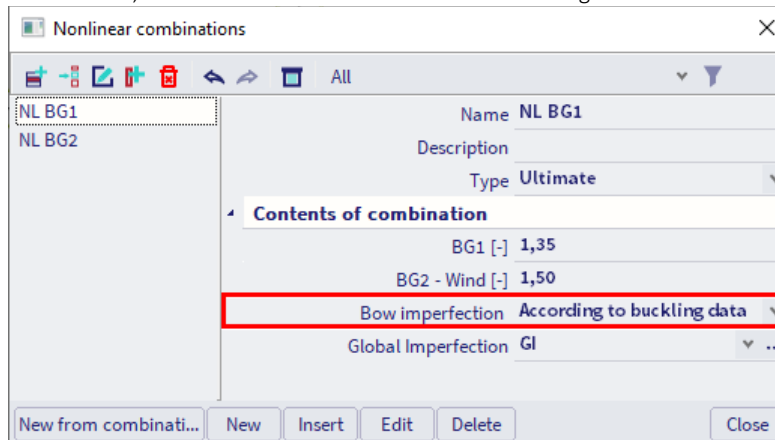 Nonlinear combinations
All
NL BG1
NL BG2
Name NL BG1
Description
Type Ultimate
Contents of combination
BG1 [-] 1,35
BG2 - Wind [-] 1,50
Bow imperfection According to buckling data
Global Imperfection GI
New from combinati... New Insert Edit Delete Close